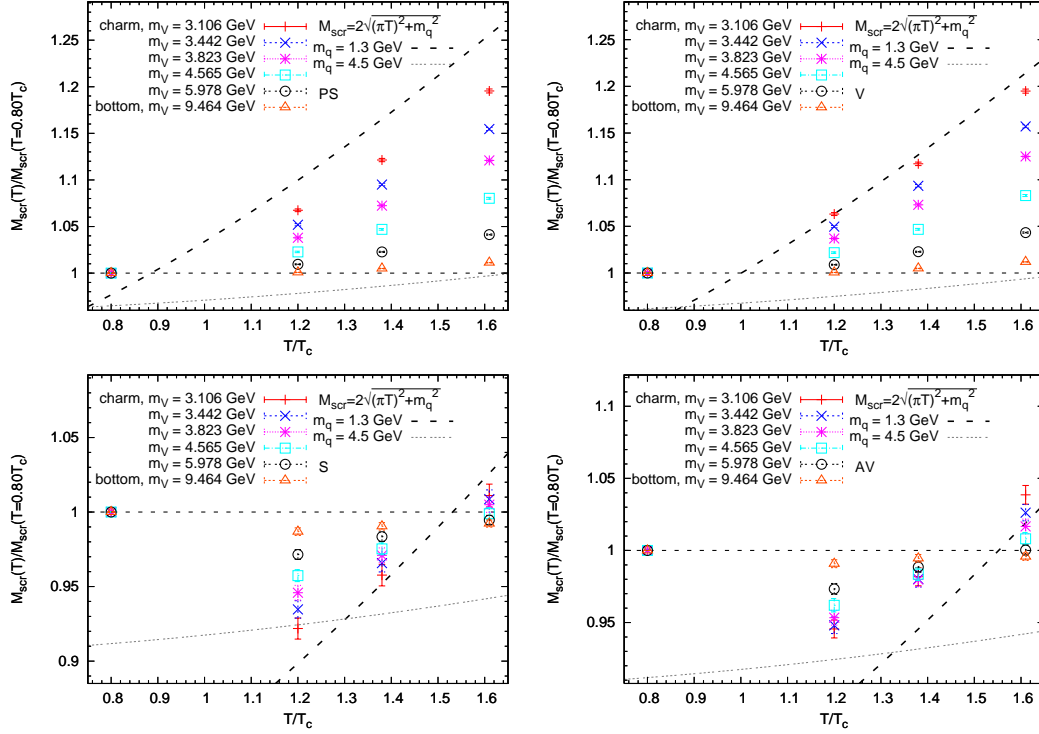 charm, m_V = 3.106 GeV
m_V = 3.442 GeV
m_V = 3.823 GeV
m_V = 4.565 GeV
m_V = 5.978 GeV
bottom, m_V = 9.464 GeV
M_scr=2√(πT)²+m_q²
m_q = 1.3 GeV
m_q = 4.5 GeV
PS
M_scr(T)/M_scr(T=0.80T_c)
1.25
1.2
1.15
1.1
1.05
1
0.8 0.9 1 1.1 1.2 1.3 1.4 1.5 1.6
T/T_c
charm, m_V = 3.106 GeV
m_V = 3.442 GeV
m_V = 3.823 GeV
m_V = 4.565 GeV
m_V = 5.978 GeV
bottom, m_V = 9.464 GeV
M_scr=2√(πT)²+m_q²
m_q = 1.3 GeV
m_q = 4.5 GeV
V
M_scr(T)/M_scr(T=0.80T_c)
1.25
1.2
1.15
1.1
1.05
1
0.8 0.9 1 1.1 1.2 1.3 1.4 1.5 1.6
T/T_c
charm, m_V = 3.106 GeV
m_V = 3.442 GeV
m_V = 3.823 GeV
m_V = 4.565 GeV
m_V = 5.978 GeV
bottom, m_V = 9.464 GeV
M_scr=2√(πT)²+m_q²
m_q = 1.3 GeV
m_q = 4.5 GeV
S
M_scr(T)/M_scr(T=0.80T_c)
1.05
1
0.95
0.9
0.8 0.9 1 1.1 1.2 1.3 1.4 1.5 1.6
T/T_c
charm, m_V = 3.106 GeV
m_V = 3.442 GeV
m_V = 3.823 GeV
m_V = 4.565 GeV
m_V = 5.978 GeV
bottom, m_V = 9.464 GeV
M_scr=2√(πT)²+m_q²
m_q = 1.3 GeV
m_q = 4.5 GeV
AV
M_scr(T)/M_scr(T=0.80T_c)
1.1
1.05
1
0.95
0.8 0.9 1 1.1 1.2 1.3 1.4 1.5 1.6
T/T_c